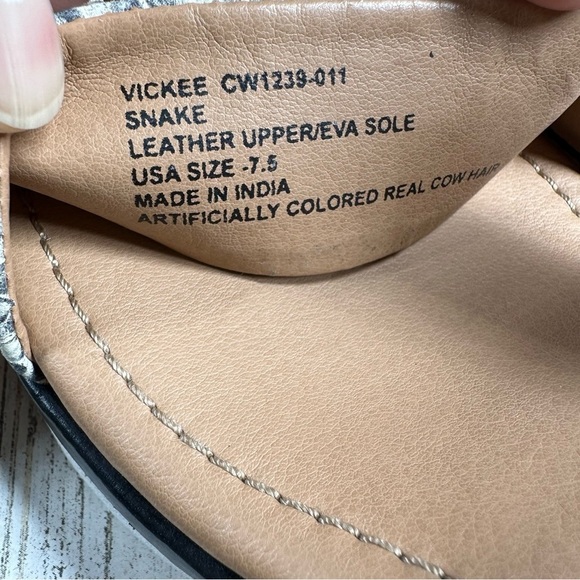 VICKEE CW1239-011
SNAKE
LEATHER UPPER/EVA SOLE
USA SIZE -7.5
MADE IN INDIA
ARTIFICIALLY COLORED REAL COW HAIR